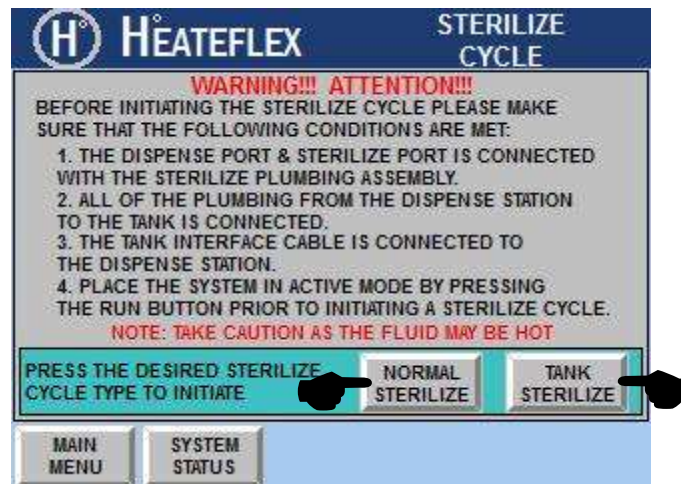 H° HEATEFLEX
STERILIZE
CYCLE
WARNING!!! ATTENTION!!!
BEFORE INITIATING THE STERILIZE CYCLE PLEASE MAKE
SURE THAT THE FOLLOWING CONDITIONS ARE MET:
1. THE DISPENSE PORT & STERILIZE PORT IS CONNECTED
WITH THE STERILIZE PLUMBING ASSEMBLY.
2. ALL OF THE PLUMBING FROM THE DISPENSE STATION
TO THE TANK IS CONNECTED.
3. THE TANK INTERFACE CABLE IS CONNECTED TO
THE DISPENSE STATION.
4. PLACE THE SYSTEM IN ACTIVE MODE BY PRESSING
THE RUN BUTTON PRIOR TO INITIATING A STERILIZE CYCLE.
NOTE: TAKE CAUTION AS THE FLUID MAY BE HOT
PRESS THE DESIRED STERILIZE
CYCLE TYPE TO INITIATE
NORMAL
STERILIZE
TANK
STERILIZE
MAIN
MENU
SYSTEM
STATUS